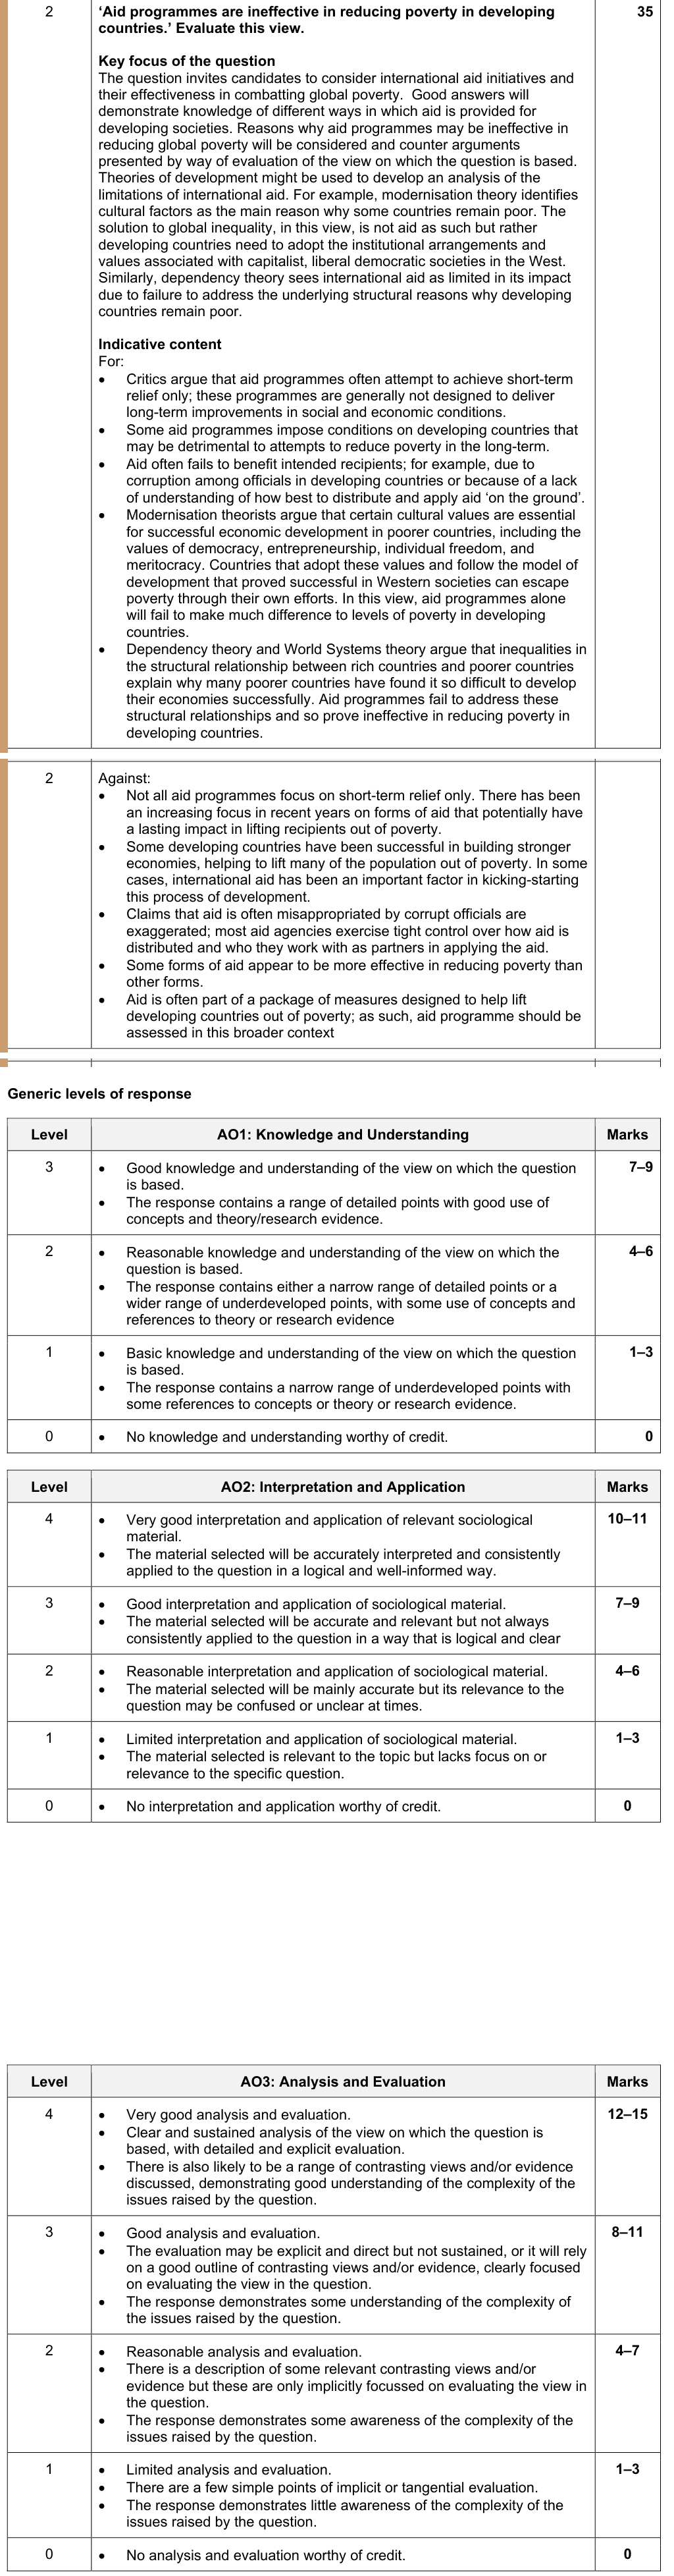 2 ‘Aid programmes are ineffective in reducing poverty in developing 35
countries.’ Evaluate this view.
Key focus of the question
The question invites candidates to consider international aid initiatives and
their effectiveness in combatting global poverty.  Good answers will
demonstrate knowledge of different ways in which aid is provided for
developing societies. Reasons why aid programmes may be ineffective in
reducing global poverty will be considered and counter arguments
presented by way of evaluation of the view on which the question is based.
Theories of development might be used to develop an analysis of the
limitations of international aid. For example, modernisation theory identifies
cultural factors as the main reason why some countries remain poor. The
solution to global inequality, in this view, is not aid as such but rather
developing countries need to adopt the institutional arrangements and
values associated with capitalist, liberal democratic societies in the West.
Similarly, dependency theory sees international aid as limited in its impact
due to failure to address the underlying structural reasons why developing
countries remain poor.
Indicative content
For:
• Critics argue that aid programmes often attempt to achieve short-term
relief only; these programmes are generally not designed to deliver
long-term improvements in social and economic conditions.
• Some aid programmes impose conditions on developing countries that
may be detrimental to attempts to reduce poverty in the long-term.
• Aid often fails to benefit intended recipients; for example, due to
corruption among officials in developing countries or because of a lack
of understanding of how best to distribute and apply aid ‘on the ground’.
• Modernisation theorists argue that certain cultural values are essential
for successful economic development in poorer countries, including the
values of democracy, entrepreneurship, individual freedom, and
meritocracy. Countries that adopt these values and follow the model of
development that proved successful in Western societies can escape
poverty through their own efforts. In this view, aid programmes alone
will fail to make much difference to levels of poverty in developing
countries.
• Dependency theory and World Systems theory argue that inequalities in
the structural relationship between rich countries and poorer countries
explain why many poorer countries have found it so difficult to develop
their economies successfully. Aid programmes fail to address these
structural relationships and so prove ineffective in reducing poverty in
developing countries.
2 Against:
• Not all aid programmes focus on short-term relief only. There has been
an increasing focus in recent years on forms of aid that potentially have
a lasting impact in lifting recipients out of poverty.
• Some developing countries have been successful in building stronger
economies, helping to lift many of the population out of poverty. In some
cases, international aid has been an important factor in kicking-starting
this process of development.
• Claims that aid is often misappropriated by corrupt officials are
exaggerated; most aid agencies exercise tight control over how aid is
distributed and who they work with as partners in applying the aid.
• Some forms of aid appear to be more effective in reducing poverty than
other forms.
• Aid is often part of a package of measures designed to help lift
developing countries out of poverty; as such, aid programme should be
assessed in this broader context
Generic levels of response
Level AO1: Knowledge and Understanding Marks
3 • Good knowledge and understanding of the view on which the question 7–9
is based.
• The response contains a range of detailed points with good use of
concepts and theory/research evidence.
2 • Reasonable knowledge and understanding of the view on which the 4–6
question is based.
• The response contains either a narrow range of detailed points or a
wider range of underdeveloped points, with some use of concepts and
references to theory or research evidence
1 • Basic knowledge and understanding of the view on which the question 1–3
is based.
• The response contains a narrow range of underdeveloped points with
some references to concepts or theory or research evidence.
0 • No knowledge and understanding worthy of credit. 0
Level AO2: Interpretation and Application Marks
4 • Very good interpretation and application of relevant sociological 10–11
material.
• The material selected will be accurately interpreted and consistently
applied to the question in a logical and well-informed way.
3 • Good interpretation and application of sociological material. 7–9
• The material selected will be accurate and relevant but not always
consistently applied to the question in a way that is logical and clear
2 • Reasonable interpretation and application of sociological material. 4–6
• The material selected will be mainly accurate but its relevance to the
question may be confused or unclear at times.
1 • Limited interpretation and application of sociological material. 1–3
• The material selected is relevant to the topic but lacks focus on or
relevance to the specific question.
0 • No interpretation and application worthy of credit. 0
Level AO3: Analysis and Evaluation Marks
4 • Very good analysis and evaluation. 12–15
• Clear and sustained analysis of the view on which the question is
based, with detailed and explicit evaluation.
• There is also likely to be a range of contrasting views and/or evidence
discussed, demonstrating good understanding of the complexity of the
issues raised by the question.
3 • Good analysis and evaluation. 8–11
• The evaluation may be explicit and direct but not sustained, or it will rely
on a good outline of contrasting views and/or evidence, clearly focused
on evaluating the view in the question.
• The response demonstrates some understanding of the complexity of
the issues raised by the question.
2 • Reasonable analysis and evaluation. 4–7
• There is a description of some relevant contrasting views and/or
evidence but these are only implicitly focussed on evaluating the view in
the question.
• The response demonstrates some awareness of the complexity of the
issues raised by the question.
1 • Limited analysis and evaluation. 1–3
• There are a few simple points of implicit or tangential evaluation.
• The response demonstrates little awareness of the complexity of the
issues raised by the question.
0 • No analysis and evaluation worthy of credit. 0